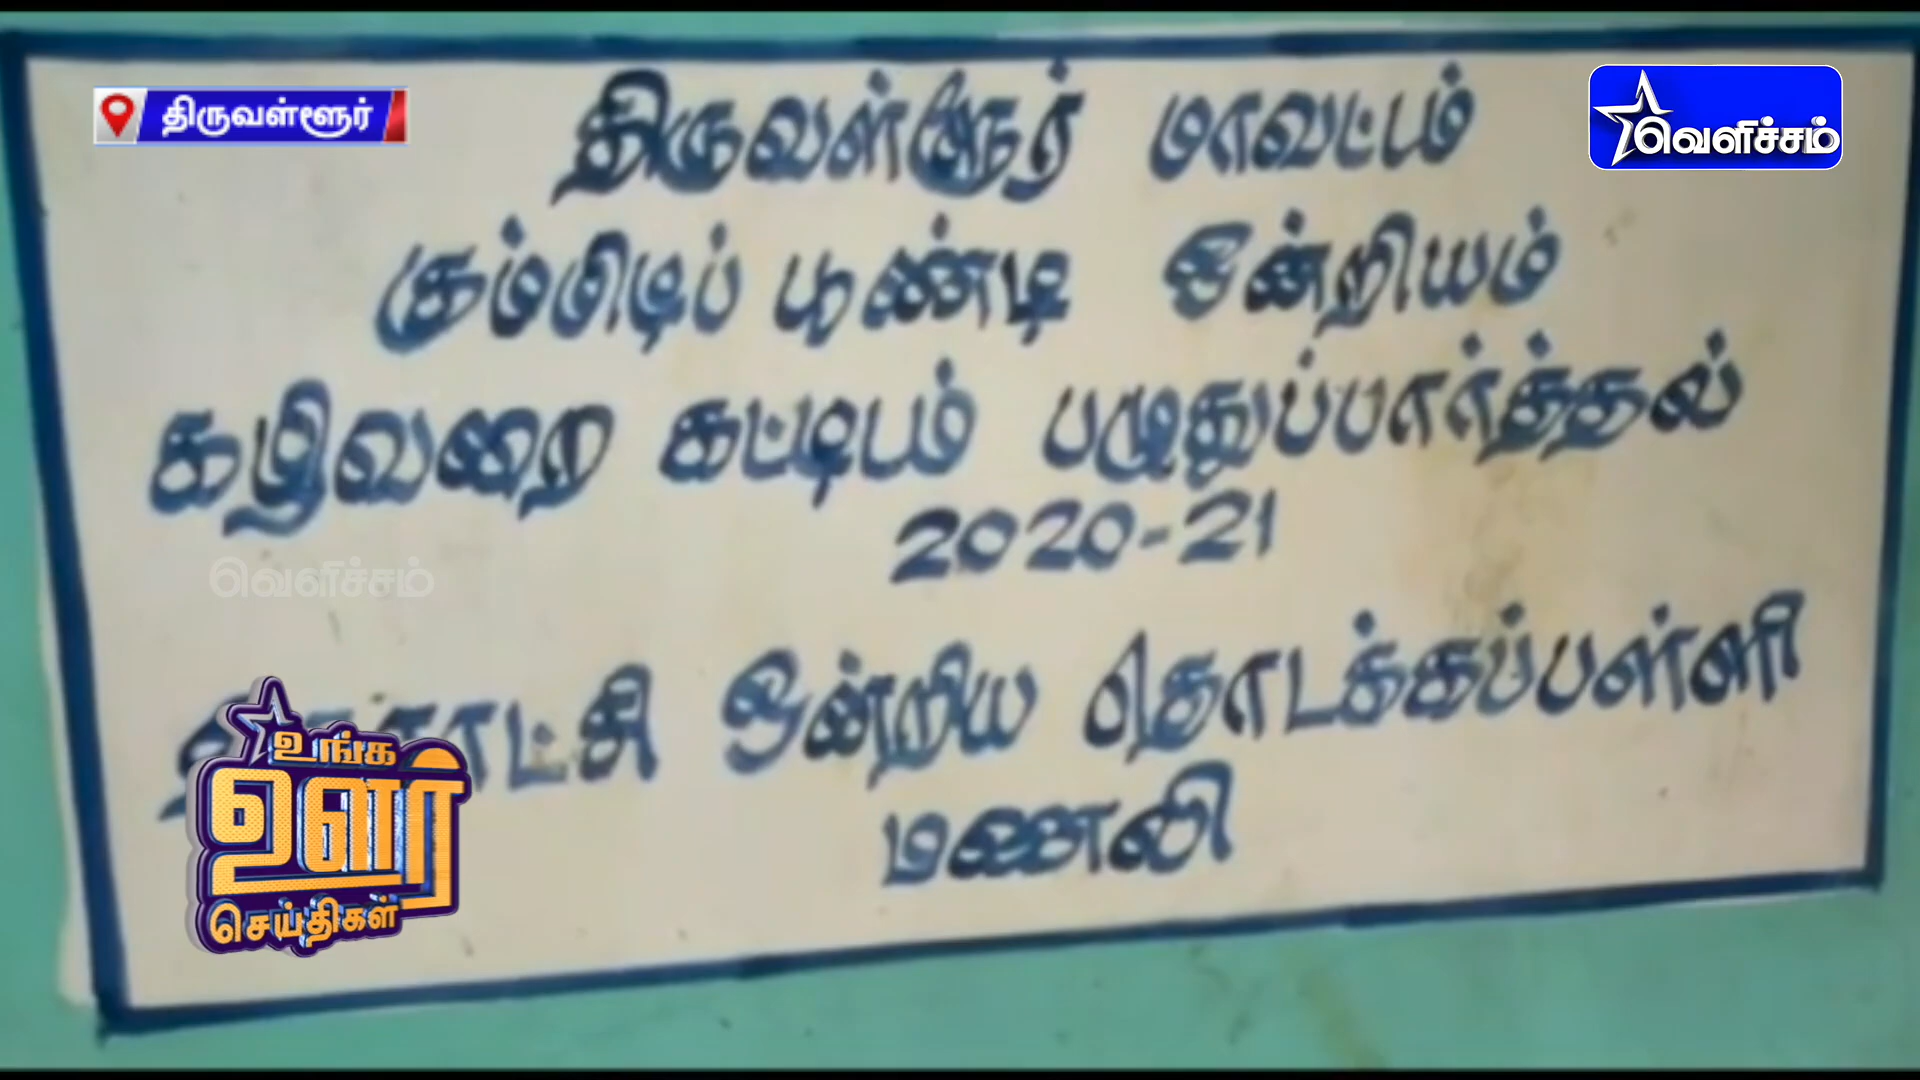 திருவள்ளூர்
வெளிச்சம்
திருவள்ளூர் மாவட்டம்
கும்மிடிப் பூண்டி ஒன்றியம்
கழிவறை கட்டிடம் பழுதுப்பார்த்தல்
2020-21
வெளிச்சம்
ஒன்றிய தொடக்கப்பள்ளி
மணலி
உங்க
ஊர்
செய்திகள்